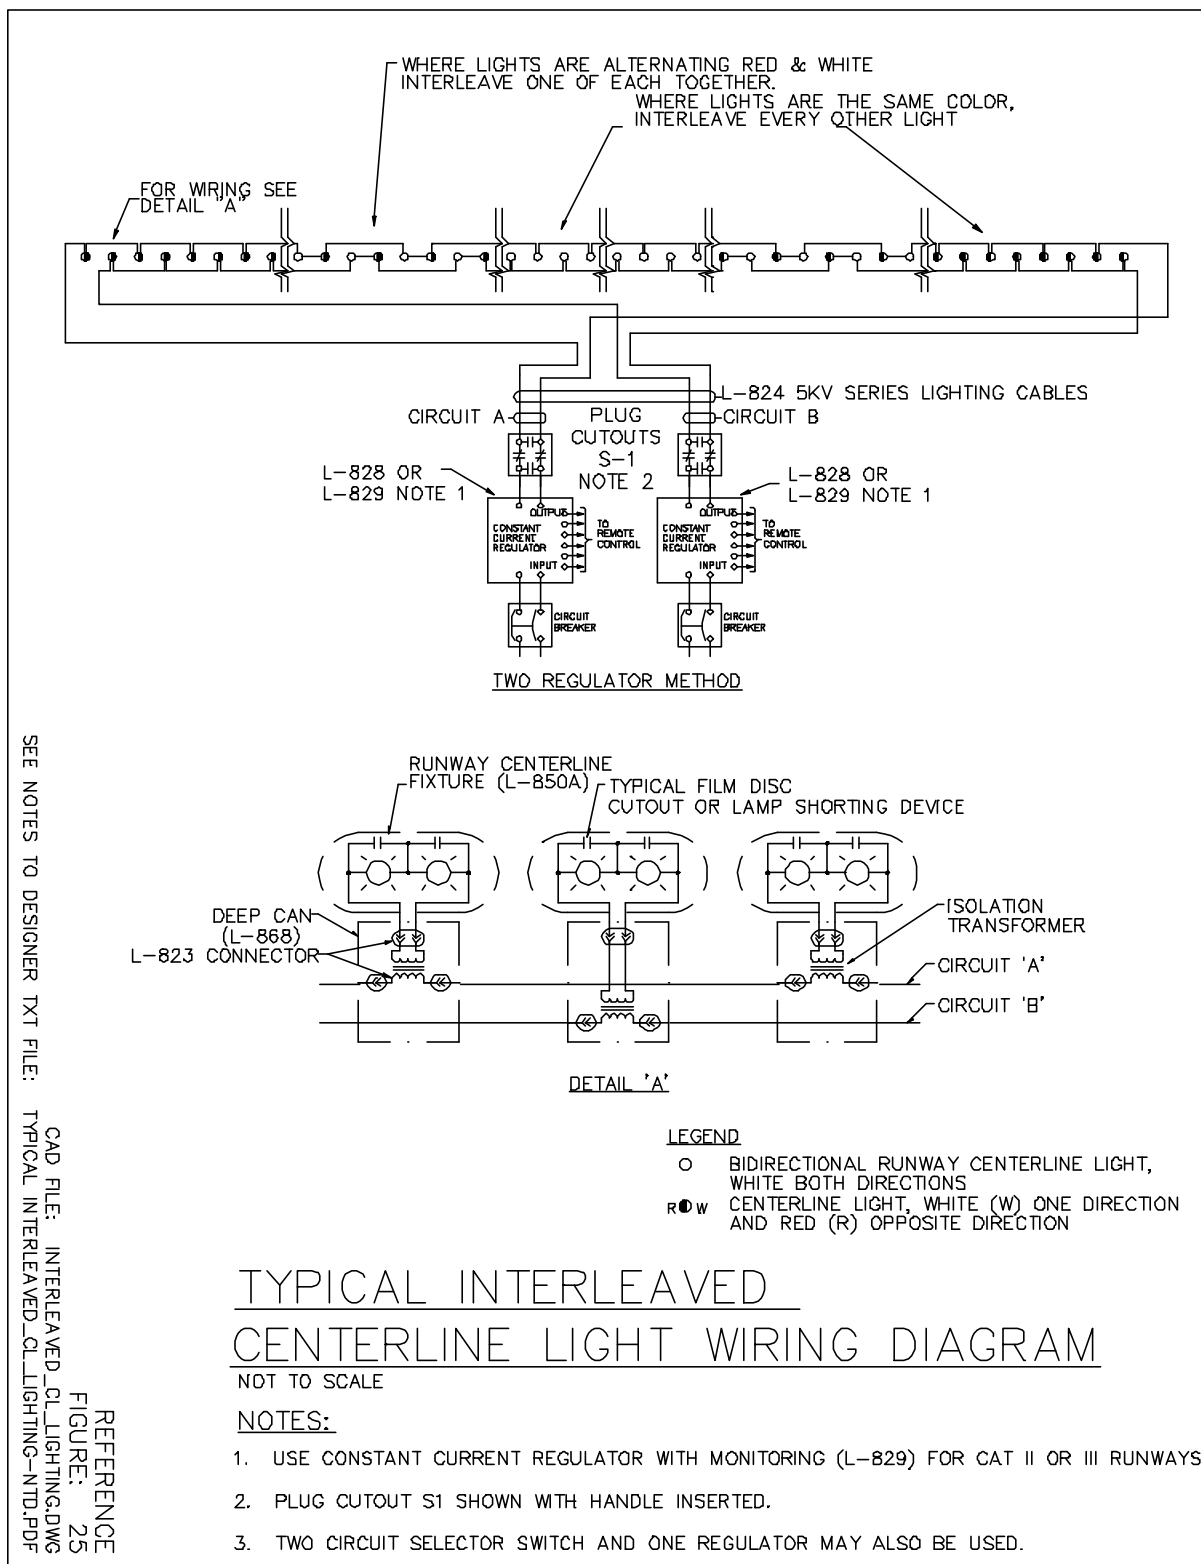 WHERE LIGHTS ARE ALTERNATING RED & WHITE
INTERLEAVE ONE OF EACH TOGETHER.
WHERE LIGHTS ARE THE SAME COLOR,
INTERLEAVE EVERY OTHER LIGHT
FOR WIRING SEE
DETAIL "A"
L-824 5KV SERIES LIGHTING CABLES
CIRCUIT A
PLUG
CUTOUTS
S-1
NOTE 2
CIRCUIT B
L-828 OR
L-829 NOTE 1
L-828 OR
L-829 NOTE 1
OUTPUT
CONSTANT
CURRENT
REGULATOR
INPUT
TO
REMOTE
CONTROL
OUTPUT
CONSTANT
CURRENT
REGULATOR
INPUT
TO
REMOTE
CONTROL
CIRCUIT
BREAKER
CIRCUIT
BREAKER
TWO REGULATOR METHOD
RUNWAY CENTERLINE
FIXTURE (L-850A)
TYPICAL FILM DISC
CUTOUT OR LAMP SHORTING DEVICE
DEEP CAN
(L-868)
L-823 CONNECTOR
ISOLATION
TRANSFORMER
CIRCUIT 'A'
CIRCUIT 'B'
DETAIL 'A'
LEGEND
BIDIRECTIONAL RUNWAY CENTERLINE LIGHT,
WHITE BOTH DIRECTIONS
R W CENTERLINE LIGHT, WHITE (W) ONE DIRECTION
AND RED (R) OPPOSITE DIRECTION
TYPICAL INTERLEAVED
CENTERLINE LIGHT WIRING DIAGRAM
NOT TO SCALE
NOTES:
1. USE CONSTANT CURRENT REGULATOR WITH MONITORING (L-829) FOR CAT II OR III RUNWAYS
2. PLUG CUTOUT S1 SHOWN WITH HANDLE INSERTED.
3. TWO CIRCUIT SELECTOR SWITCH AND ONE REGULATOR MAY ALSO BE USED.
REFERENCE
FIGURE: 25
CAD FILE: INTERLEAVED_CL_LIGHTING.DWG
SEE NOTES TO DESIGNER TXT FILE: TYPICAL INTERLEAVED_CL_LIGHTING-NTD.PDF